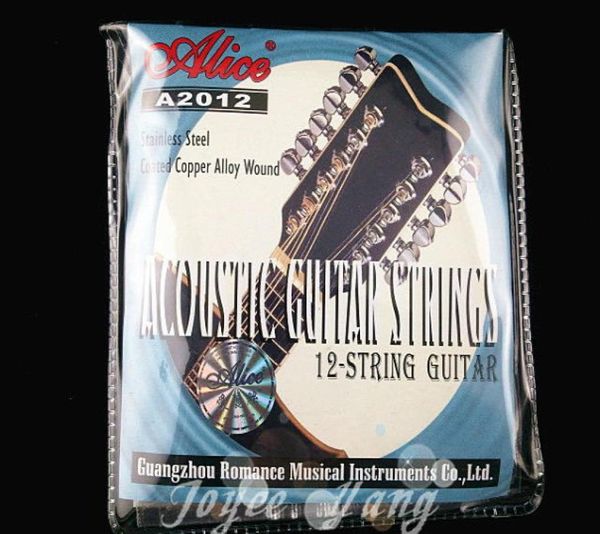 Alice®
A2012
Stainless Steel
Coated Copper Alloy Wound
ACOUSTIC GUITAR STRINGS
12-STRING GUITAR
Alice
Guangzhou Romance Musical Instruments Co.,Ltd.
Joyee Yang